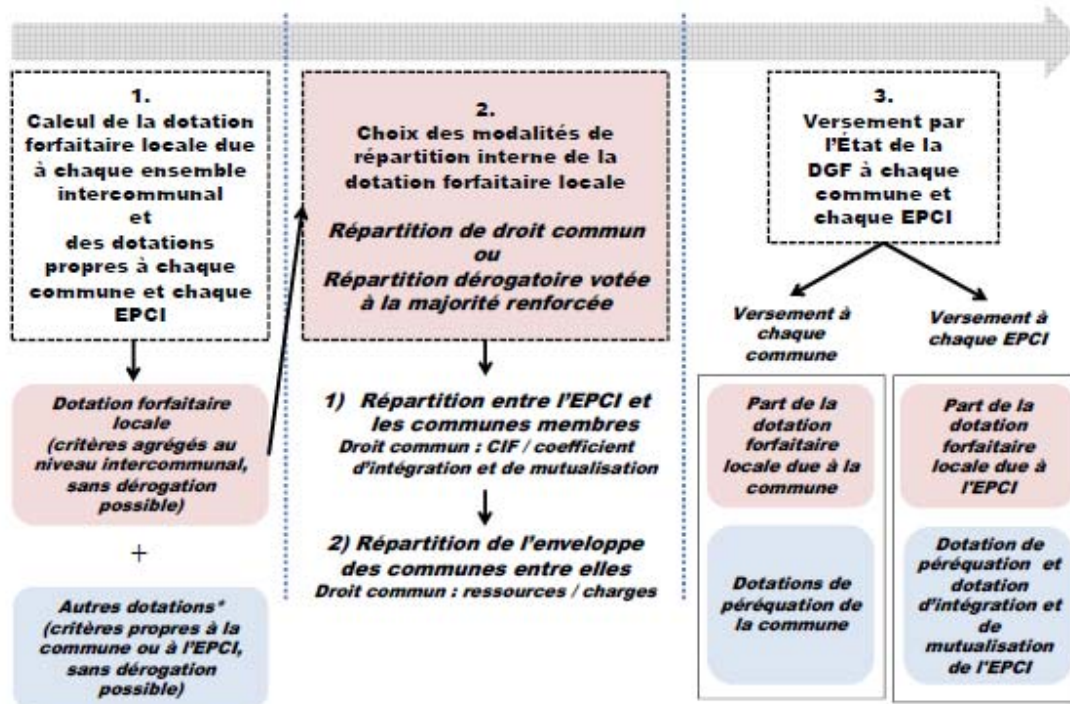 1.
Calcul de la dotation
forfaitaire locale due
à chaque ensemble
intercommunal
et
des dotations
propres à chaque
commune et chaque
EPCI
Dotation forfaitaire
locale
(critères agrégés au
niveau intercommunal,
sans dérogation
possible)
+
Autres dotations*
(critères propres à la
commune ou à l'EPCI,
sans dérogation
possible)
2.
Choix des modalités de
répartition interne de la
dotation forfaitaire locale
Répartition de droit commun
ou
Répartition dérogatoire votée
à la majorité renforcée
1) Répartition entre l'EPCI et
les communes membres
Droit commun : CIF / coefficient
d'intégration et de mutualisation
2) Répartition de l'enveloppe
des communes entre elles
Droit commun : ressources / charges
3.
Versement par
l'État de la
DGF à chaque
commune et
chaque EPCI
Versement à
chaque
commune
Part de la
dotation
forfaitaire
locale due à la
commune
Dotations de
péréquation de
la commune
Versement à
chaque EPCI
Part de la
dotation
forfaitaire
locale due à
l'EPCI
Dotation de
péréquation et
dotation
d'intégration et
de
mutualisation
de l'EPCI